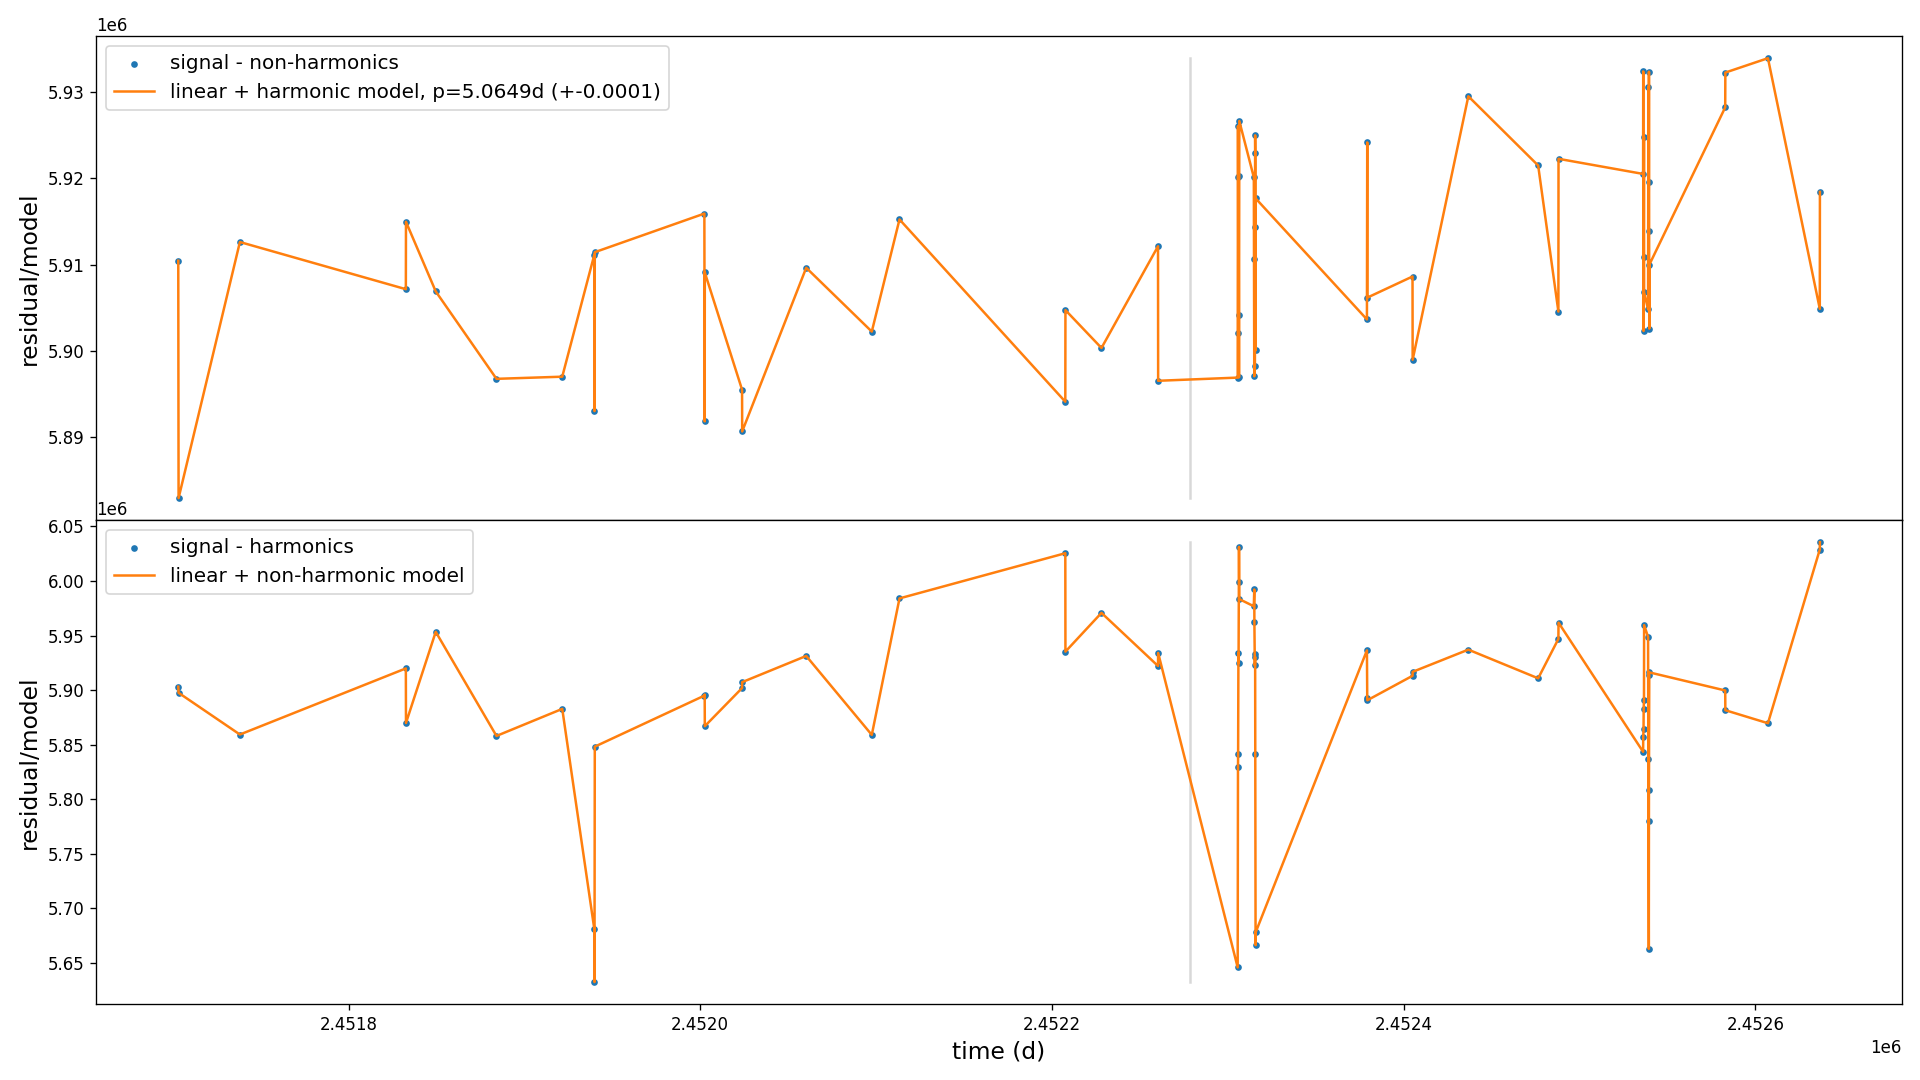 1e6
signal - non-harmonics
linear + harmonic model, p=5.0649d (+-0.0001)
5.93
5.92
5.91
5.90
5.89
residual/model
1e6
signal - harmonics
linear + non-harmonic model
6.05
6.00
5.95
5.90
5.85
5.80
5.75
5.70
5.65
residual/model
2.4518
2.4520
2.4522
2.4524
2.4526
time (d)
1e6